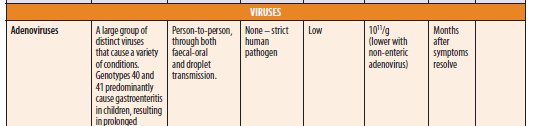 VIRUSES
Adenoviruses
A large group of
distinct viruses
that cause a variety
of conditions.
Genotypes 40 and
41 predominantly
cause gastroenteritis
in children, resulting
in prolonged
Person-to-person,
through both
faecal-oral
and droplet
transmission.
None – strict
human
pathogen
Low
10¹¹/g
(lower with
non-enteric
adenovirus)
Months
after
symptoms
resolve